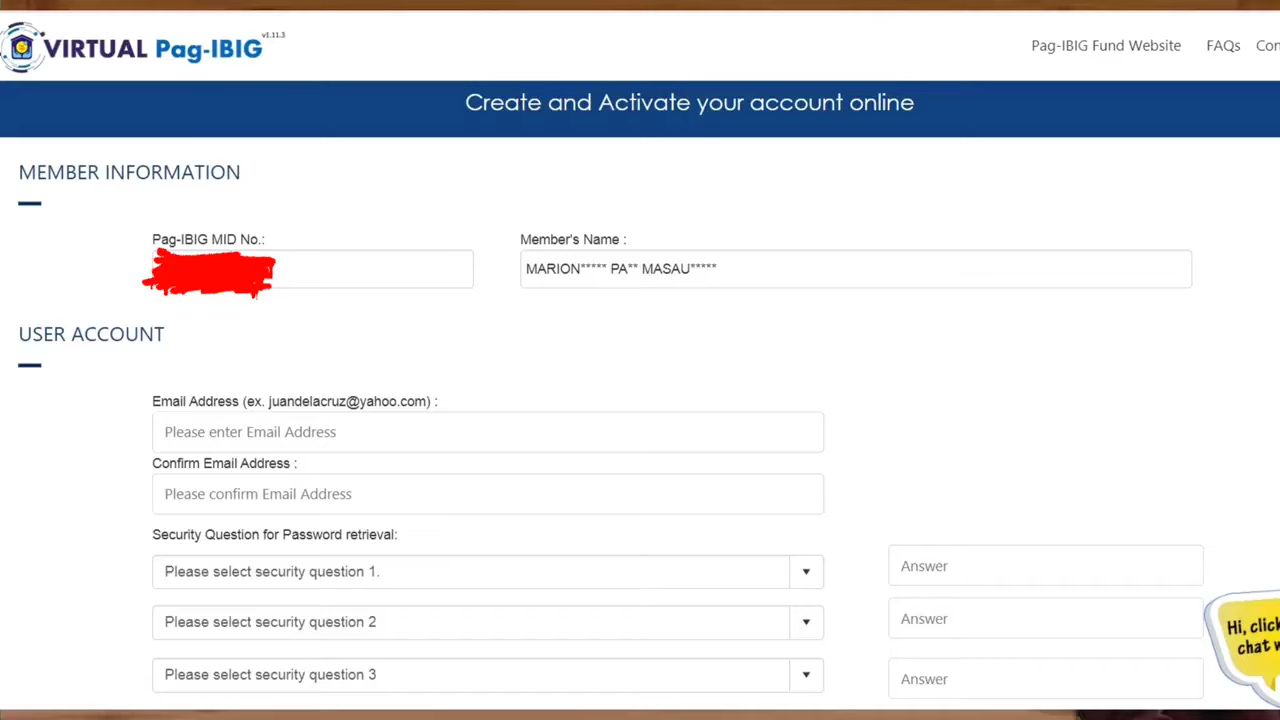 VIRTUAL Pag-IBIG v1.11.3
Pag-IBIG Fund Website FAQs
Create and Activate your account online
MEMBER INFORMATION
Pag-IBIG MID No.: Member's Name :
MARION***** PA** MASAU*****
USER ACCOUNT
Email Address (ex. juandelacruz@yahoo.com) :
Please enter Email Address
Confirm Email Address :
Please confirm Email Address
Security Question for Password retrieval:
Please select security question 1. Answer
Please select security question 2 Answer
Please select security question 3 Answer
Hi, click
chat